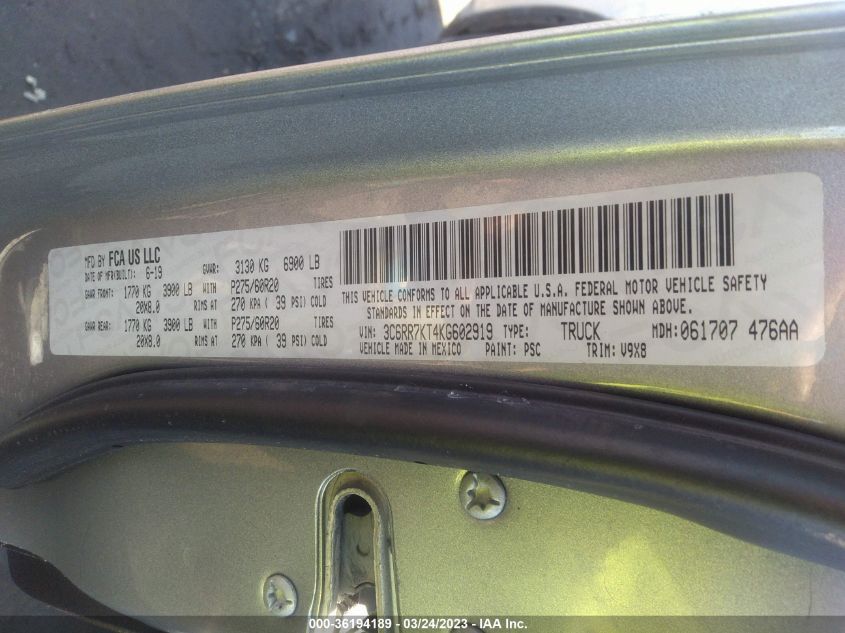 MFD BY FCA US LLC
DATE OF MFR(BUILT): 6-19 GVWR: 3130 KG 6900 LB
GAWR FRONT: 1770 KG 3900 LB WITH P275/60R20 TIRES
20X8.0 RIMS AT 270 KPA ( 39 PSI) COLD
GAWR REAR: 1770 KG 3900 LB WITH P275/60R20 TIRES
20X8.0 RIMS AT 270 KPA ( 39 PSI) COLD
THIS VEHICLE CONFORMS TO ALL APPLICABLE U.S.A. FEDERAL MOTOR VEHICLE SAFETY
STANDARDS IN EFFECT ON THE DATE OF MANUFACTURE SHOWN ABOVE.
VIN: 3C6RR7KT4KG602919 TYPE: TRUCK MDH: 061707 476AA
VEHICLE MADE IN MEXICO PAINT: PSC TRIM: V9X8
000-36194189 - 03/24/2023 - IAA Inc.